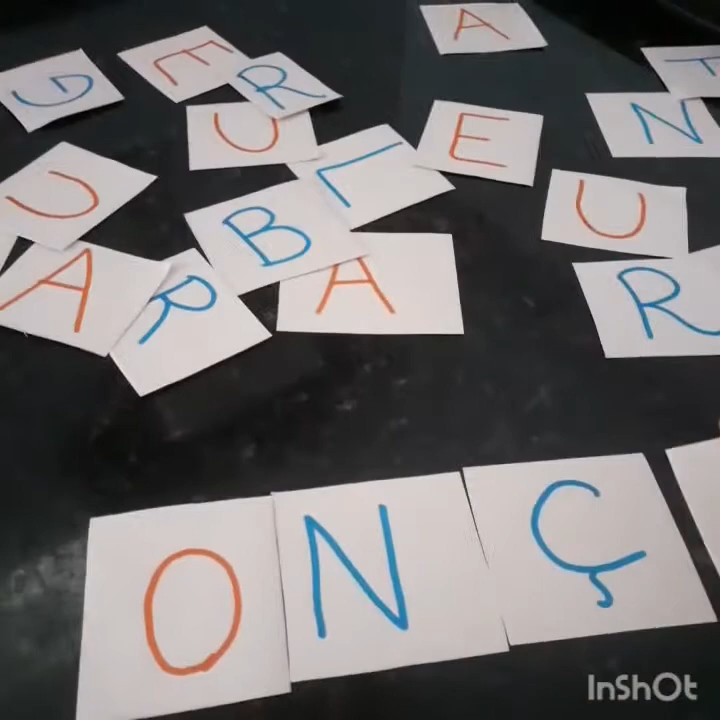 A
G E R T
U E N
U L U
B
A R A R
O N Ç
InShOt